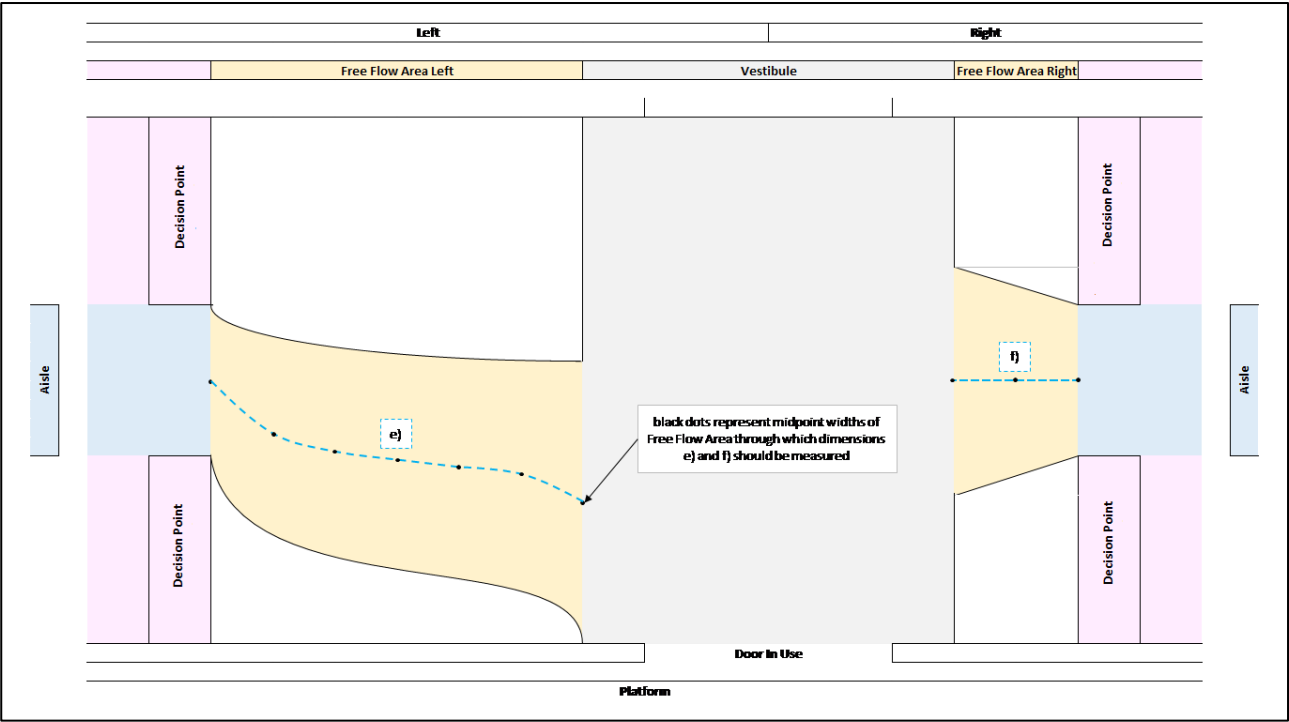 Left
Right
Free Flow Area Left
Vestibule
Free Flow Area Right
Decision Point
Decision Point
Aisle
f)
Aisle
e)
black dots represent midpoint widths of
Free Flow Area through which dimensions
e) and f) should be measured
Decision Point
Decision Point
Door In Use
Platform